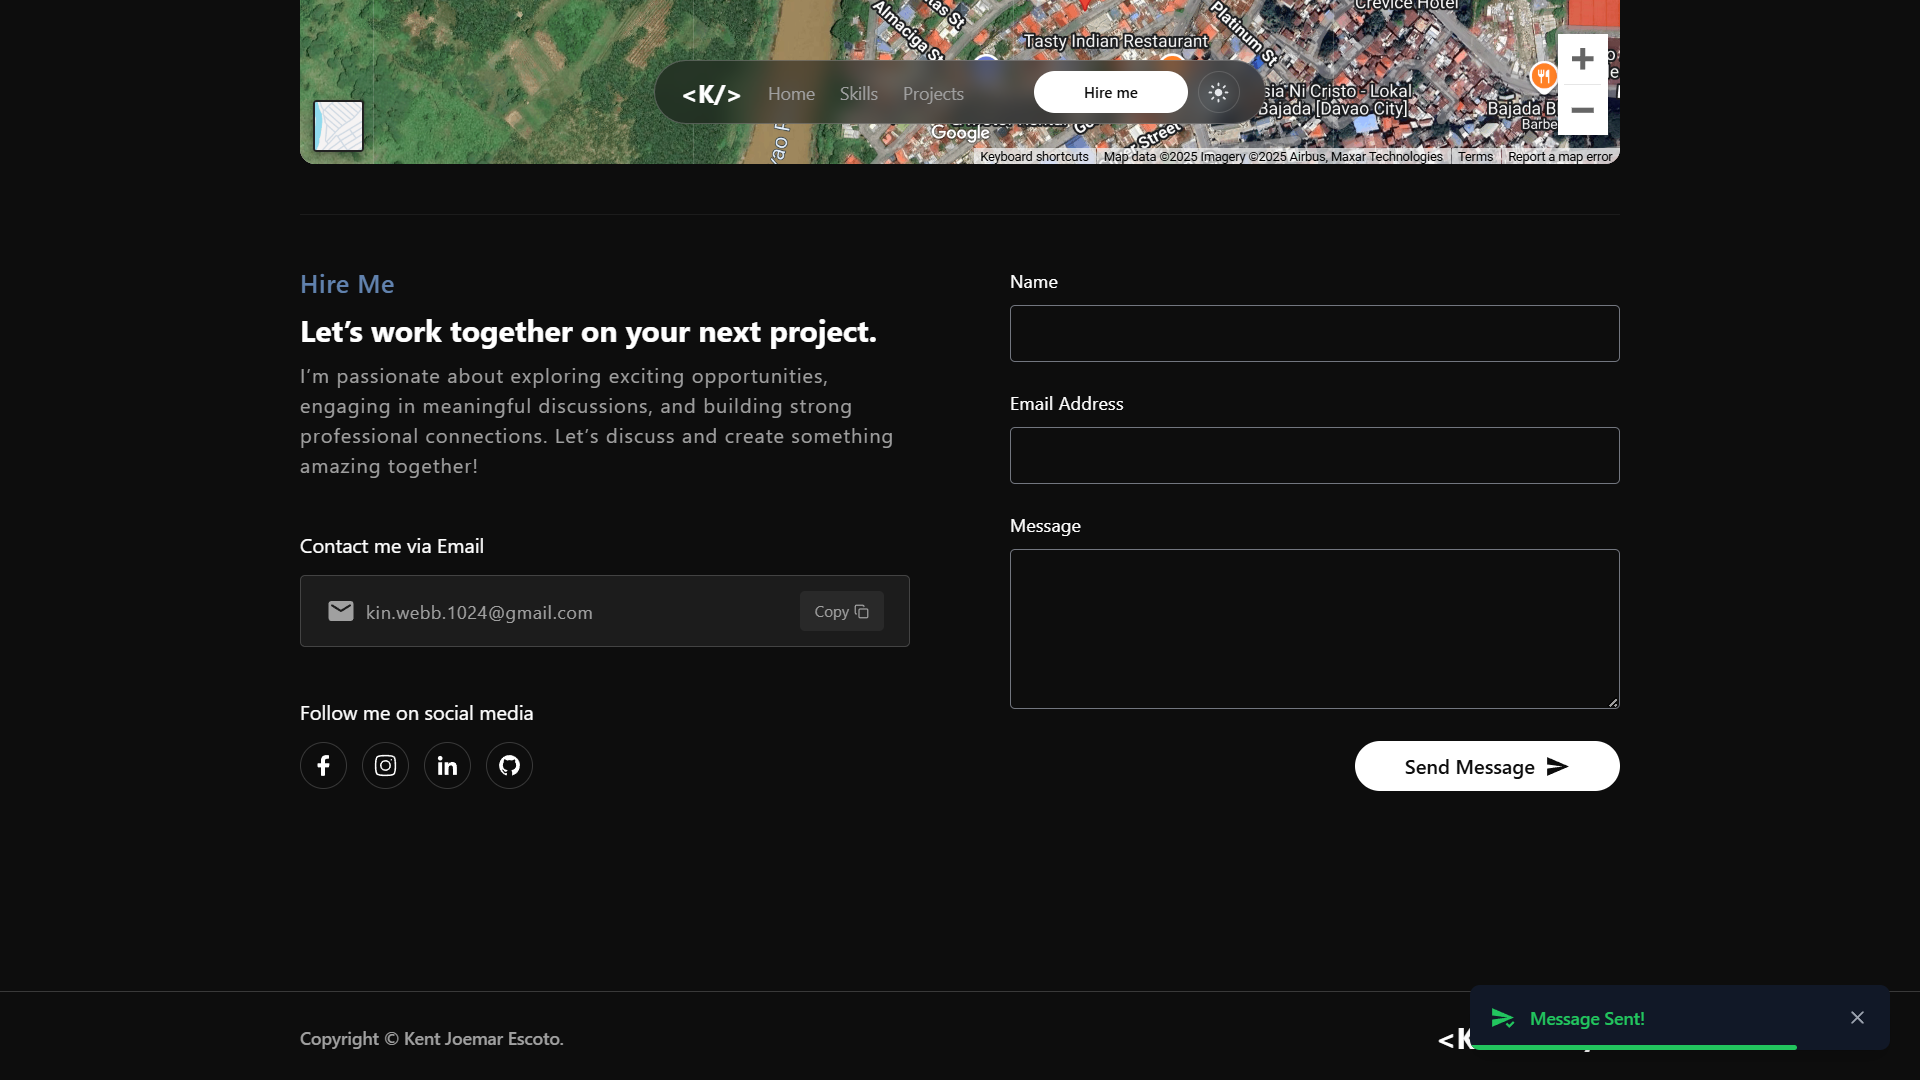 Almaciga St
Platinum St
Crevice Hotel
Tasty Indian Restaurant
<K/>
Home
Skills
Projects
Hire me
sia Ni Cristo - Lokal
Bajada [Davao City]
Bajada B
Barbe
Google
Street
Keyboard shortcuts
Map data ©2025 Imagery ©2025 Airbus, Maxar Technologies
Terms
Report a map error
Hire Me
Let’s work together on your next project.
I’m passionate about exploring exciting opportunities,
engaging in meaningful discussions, and building strong
professional connections. Let’s discuss and create something
amazing together!
Contact me via Email
kin.webb.1024@gmail.com
Copy
Follow me on social media
Name
Email Address
Message
Send Message
Copyright © Kent Joemar Escoto.
<K
Message Sent!